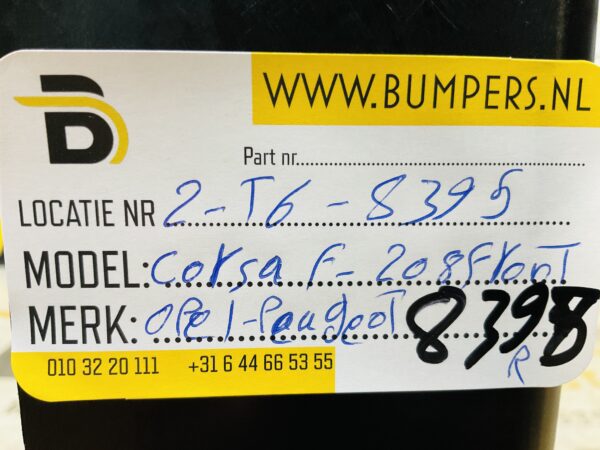 WWW.BUMPERS.NL
B
Part nr.
LOCATIE NR 2-T6-8395
MODEL: Corsa F-208 Front
MERK: OPel-Peugeot 8398
R
010 32 20 111 +31 6 44 66 53 55